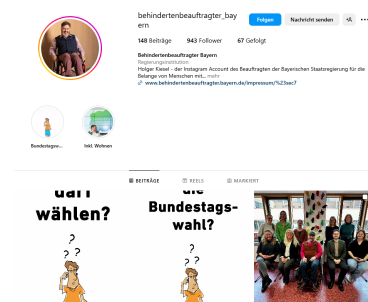 behindertenbeauftragter_bay
ern
Folgen
Nachricht senden
148 Beiträge 943 Follower 67 Gefolgt
Behindertenbeauftragter Bayern
Regierungsinstitution
Holger Kiesel - der Instagram Account des Beauftragten der Bayerischen Staatsregierung für die
Belange von Menschen mit... mehr
www.behindertenbeauftragter.bayern.de/impressum/%23sec7
Bundestagsw...
Inkl. Wohnen
BEITRÄGE
REELS
MARKIERT
darf
wählen?
? ?
?
die
Bundestags-
wahl?
? ?
?